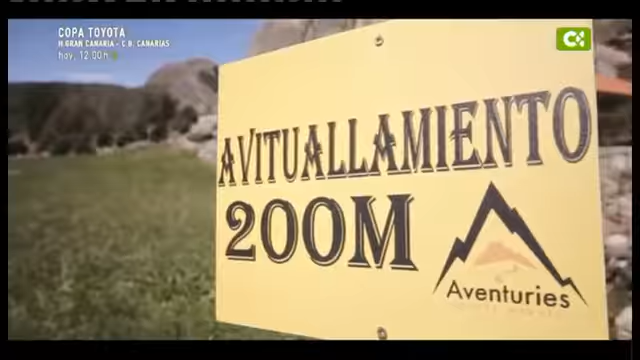 COPA TOYOTA
H.GRAN CANARIA - C.B. CANARIAS
hoy, 12.00h
AVITUALLAMIENTO
200M
Aventuries